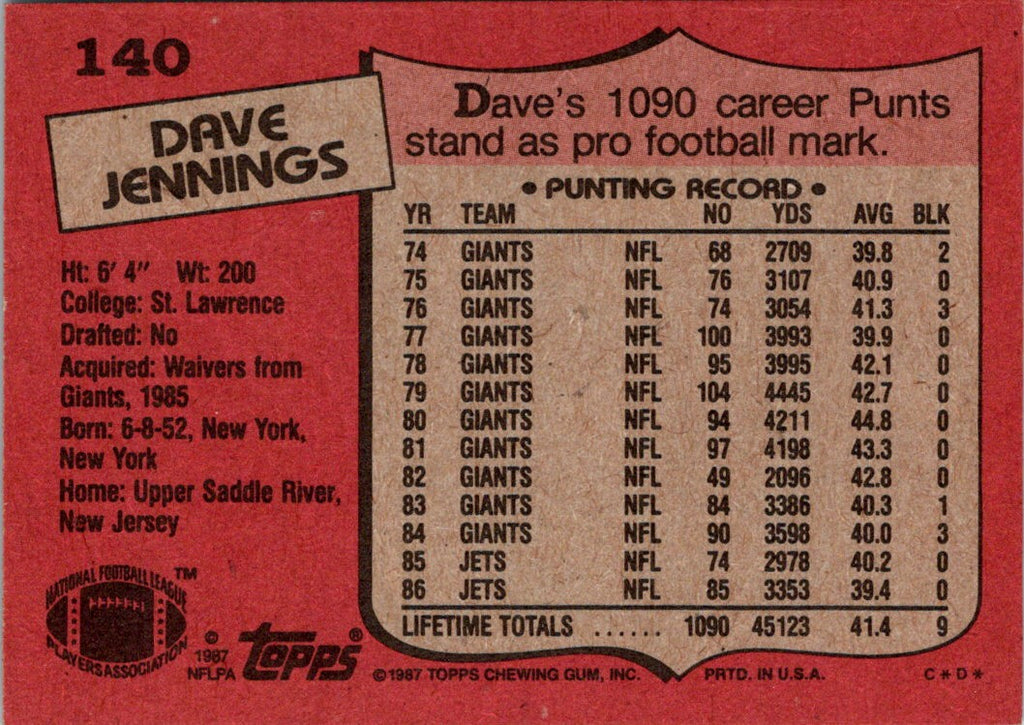 140
DAVE
JENNINGS
Dave's 1090 career Punts
stand as pro football mark.
• PUNTING RECORD •
YR TEAM NO YDS AVG BLK
74 GIANTS NFL 68 2709 39.8 2
75 GIANTS NFL 76 3107 40.9 0
76 GIANTS NFL 74 3054 41.3 3
77 GIANTS NFL 100 3993 39.9 0
78 GIANTS NFL 95 3995 42.1 0
79 GIANTS NFL 104 4445 42.7 0
80 GIANTS NFL 94 4211 44.8 0
81 GIANTS NFL 97 4198 43.3 0
82 GIANTS NFL 49 2096 42.8 0
83 GIANTS NFL 84 3386 40.3 1
84 GIANTS NFL 90 3598 40.0 3
85 JETS NFL 74 2978 40.2 0
86 JETS NFL 85 3353 39.4 0
LIFETIME TOTALS ...... 1090 45123 41.4 9
Ht: 6' 4" Wt: 200
College: St. Lawrence
Drafted: No
Acquired: Waivers from
Giants, 1985
Born: 6-8-52, New York,
New York
Home: Upper Saddle River,
New Jersey
NATIONAL FOOTBALL LEAGUE ™
PLAYERS ASSOCIATION
©
1987
NFLPA
topps ®
©1987 TOPPS CHEWING GUM, INC. PRTD. IN U.S.A. C*D*